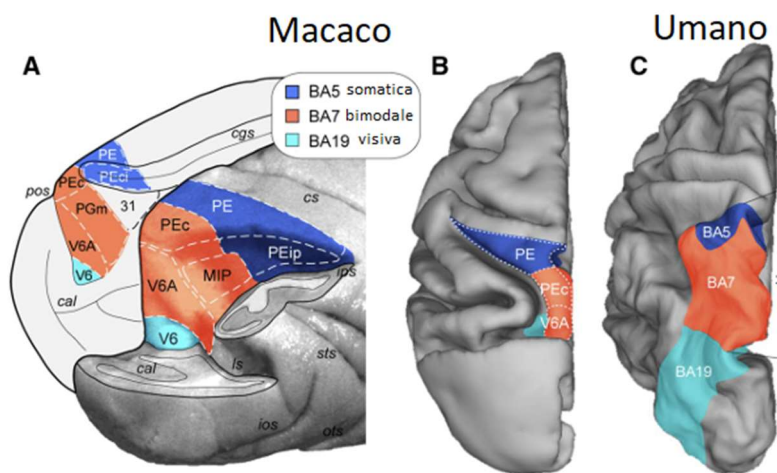 Macaco
Umano
A
B
C
BA5 somatica
BA7 bimodale
BA19 visiva
cgs
PE
PEci
PEc
pos
31
PGm
V6A
V6
cal
cs
PE
PEc
PEip
ips
MIP
V6A
V6
cal
ls
sts
ios
ots
PE
PEc
V6A
BA5
BA7
BA19